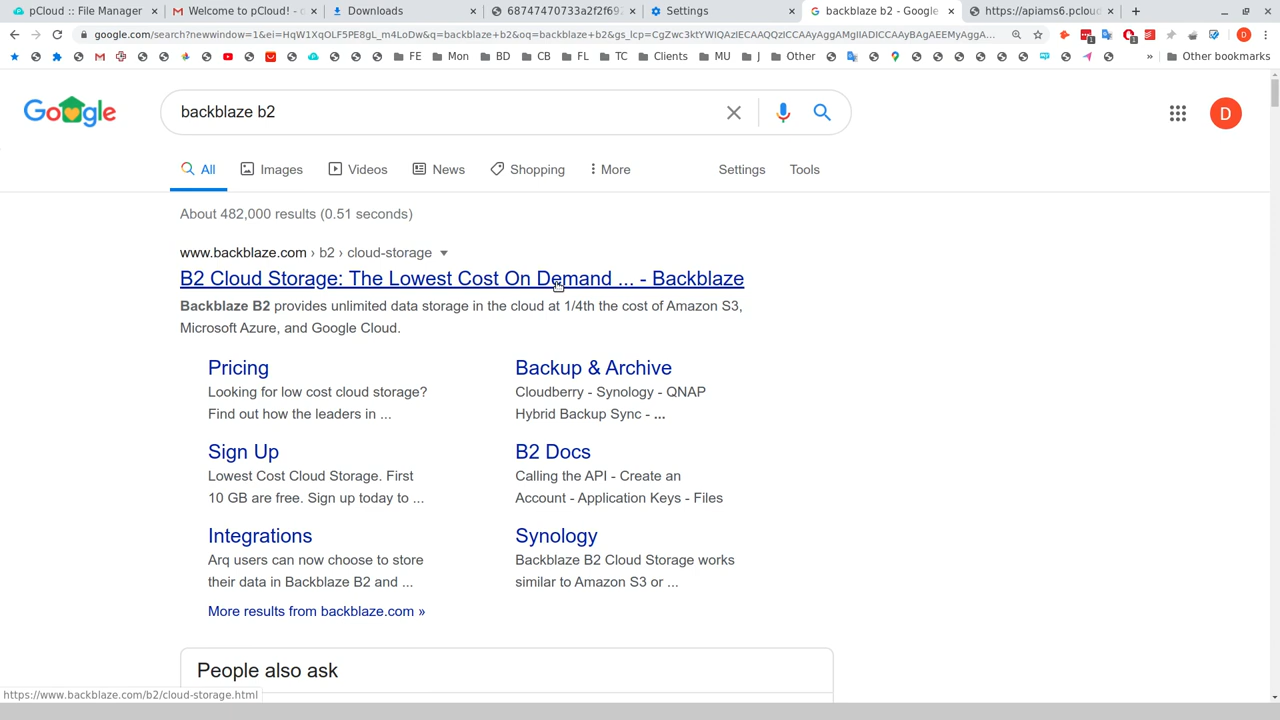 pCloud :: File Manager
Welcome to pCloud! -
Downloads
68747470733a2f2f69
Settings
backblaze b2 - Google
https://apiams6.pcloud
google.com/search?newwindow=1&ei=HqW1XqOLF5PE8gL_m4LoDw&q=backblaze+b2&oq=backblaze+b2&gs_lcp=CgZwc3ktYWIQAzIECAAQQzICCAAyAggAMgIIADICCAAyBAgAEEMyAggA...
FE Mon BD CB FL TC Clients MU J Other » Other bookmarks
Google
backblaze b2
D
All Images Videos News Shopping More Settings Tools
About 482,000 results (0.51 seconds)
www.backblaze.com › b2 › cloud-storage
B2 Cloud Storage: The Lowest Cost On Demand ... - Backblaze
Backblaze B2 provides unlimited data storage in the cloud at 1/4th the cost of Amazon S3,
Microsoft Azure, and Google Cloud.
Pricing
Looking for low cost cloud storage?
Find out how the leaders in ...
Backup & Archive
Cloudberry - Synology - QNAP
Hybrid Backup Sync - ...
Sign Up
Lowest Cost Cloud Storage. First
10 GB are free. Sign up today to ...
B2 Docs
Calling the API - Create an
Account - Application Keys - Files
Integrations
Arq users can now choose to store
their data in Backblaze B2 and ...
Synology
Backblaze B2 Cloud Storage works
similar to Amazon S3 or ...
More results from backblaze.com »
People also ask
https://www.backblaze.com/b2/cloud-storage.html